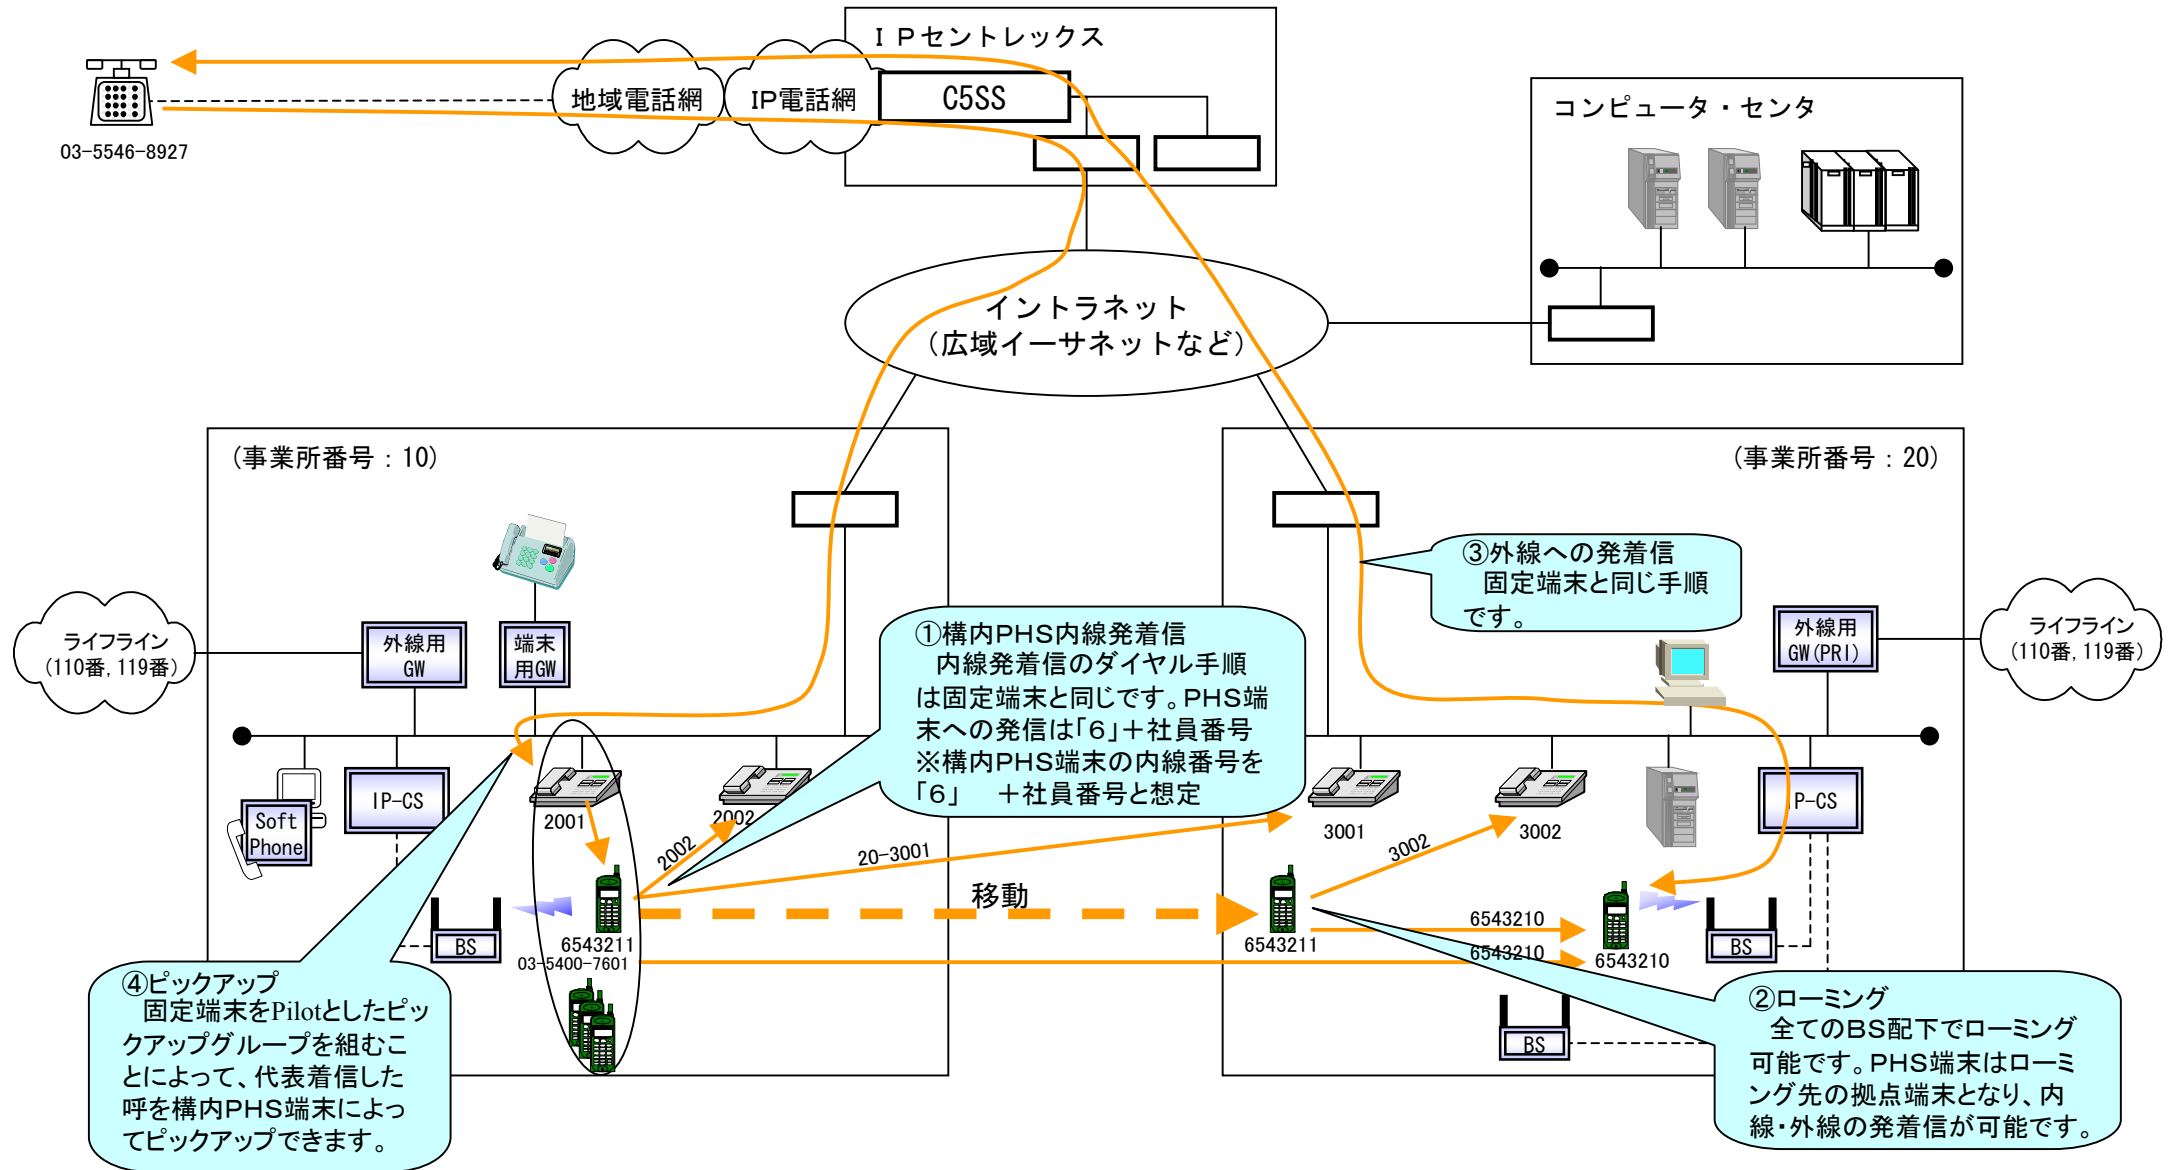 ＩＰセントレックス
C5SS
地域電話網
IP電話網
03-5546-8927
コンピュータ・センタ
イントラネット
（広域イーサネットなど）
（事業所番号：10）
（事業所番号：20）
③外線への発着信
固定端末と同じ手順
です。
ライフライン
（110番，119番）
外線用
GW
端末
用GW
①構内ＰＨＳ内線発着信
内線発着信のダイヤル手順
は固定端末と同じです。ＰＨＳ端
末への発信は「６」＋社員番号
※構内ＰＨＳ端末の内線番号を
「６」　＋社員番号と想定
外線用
GW(PRI)
ライフライン
（110番，119番）
Soft
Phone
IP-CS
2001
2002
2002
20-3001
3001
3002
3002
IP-CS
移動
BS
6543211
03-5400-7601
6543211
6543210
6543210
6543210
BS
BS
④ピックアップ
固定端末をPilotとしたピッ
クアップグループを組むこ
とによって、代表着信した
呼を構内ＰＨＳ端末によっ
てピックアップできます。
②ローミング
全てのＢＳ配下でローミング
可能です。ＰＨＳ端末はローミ
ング先の拠点端末となり、内
線・外線の発着信が可能です。